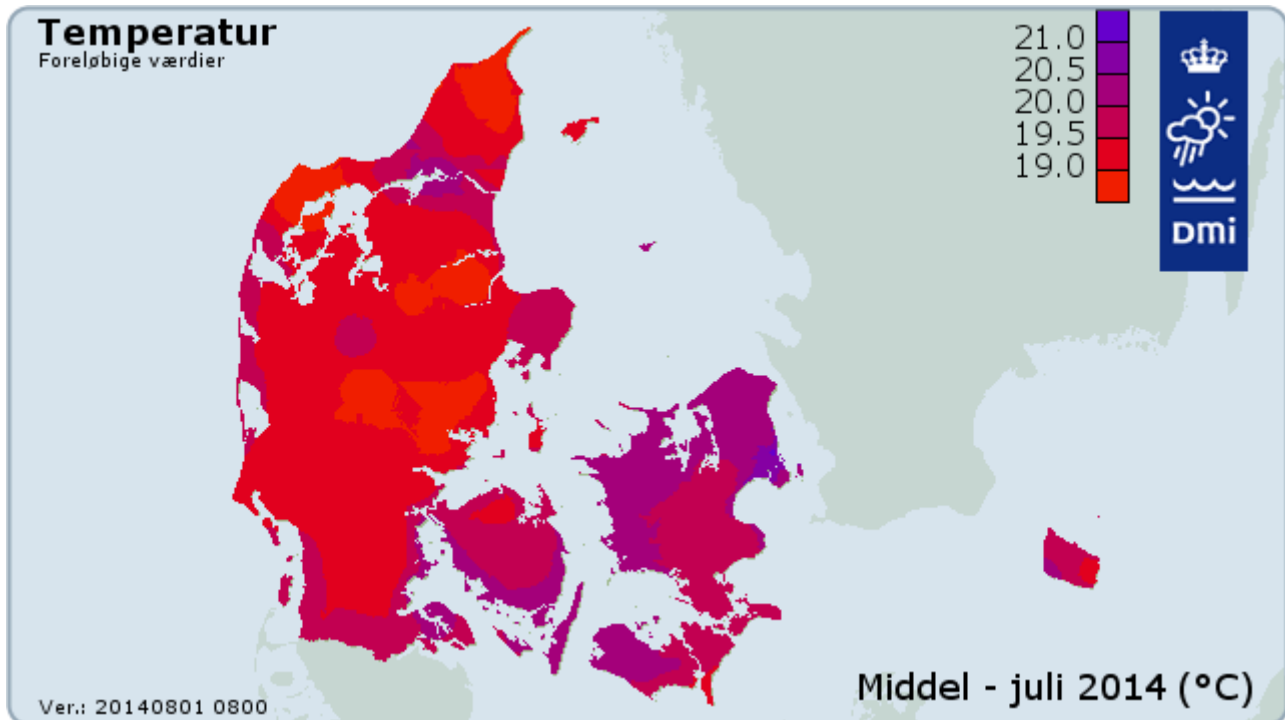 Temperatur
Foreløbige værdier
21.0
20.5
20.0
19.5
19.0
DMi
Middel - juli 2014 (°C)
Ver.: 20140801 0800